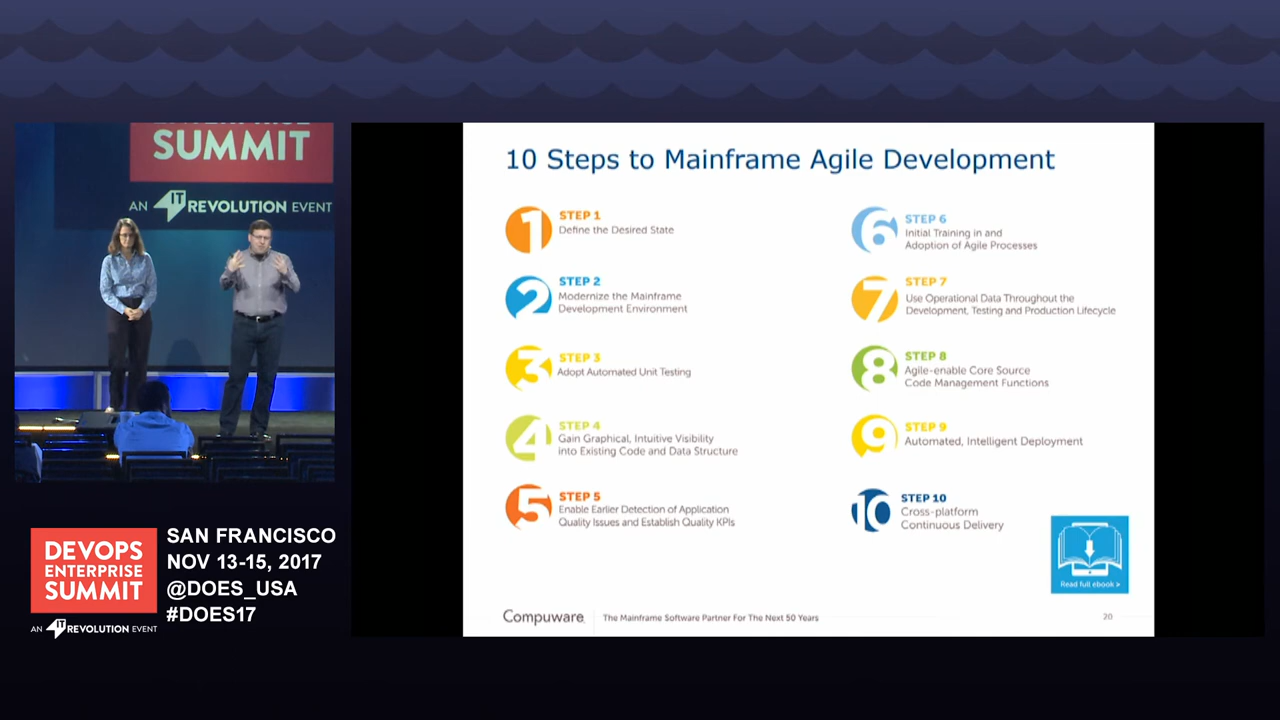 SUMMIT
AN IT REVOLUTION EVENT
DEVOPS
ENTERPRISE
SUMMIT
AN IT REVOLUTION EVENT
SAN FRANCISCO
NOV 13-15, 2017
@DOES_USA
#DOES17
10 Steps to Mainframe Agile Development
1
STEP 1
Define the Desired State
2
STEP 2
Modernize the Mainframe
Development Environment
3
STEP 3
Adopt Automated Unit Testing
4
STEP 4
Gain Graphical, Intuitive Visibility
into Existing Code and Data Structure
5
STEP 5
Enable Earlier Detection of Application
Quality Issues and Establish Quality KPIs
6
STEP 6
Initial Training in and
Adoption of Agile Processes
7
STEP 7
Use Operational Data Throughout the
Development, Testing and Production Lifecycle
8
STEP 8
Agile-enable Core Source
Code Management Functions
9
STEP 9
Automated, Intelligent Deployment
10
STEP 10
Cross-platform
Continuous Delivery
Read full ebook >
Compuware
The Mainframe Software Partner For The Next 50 Years
20